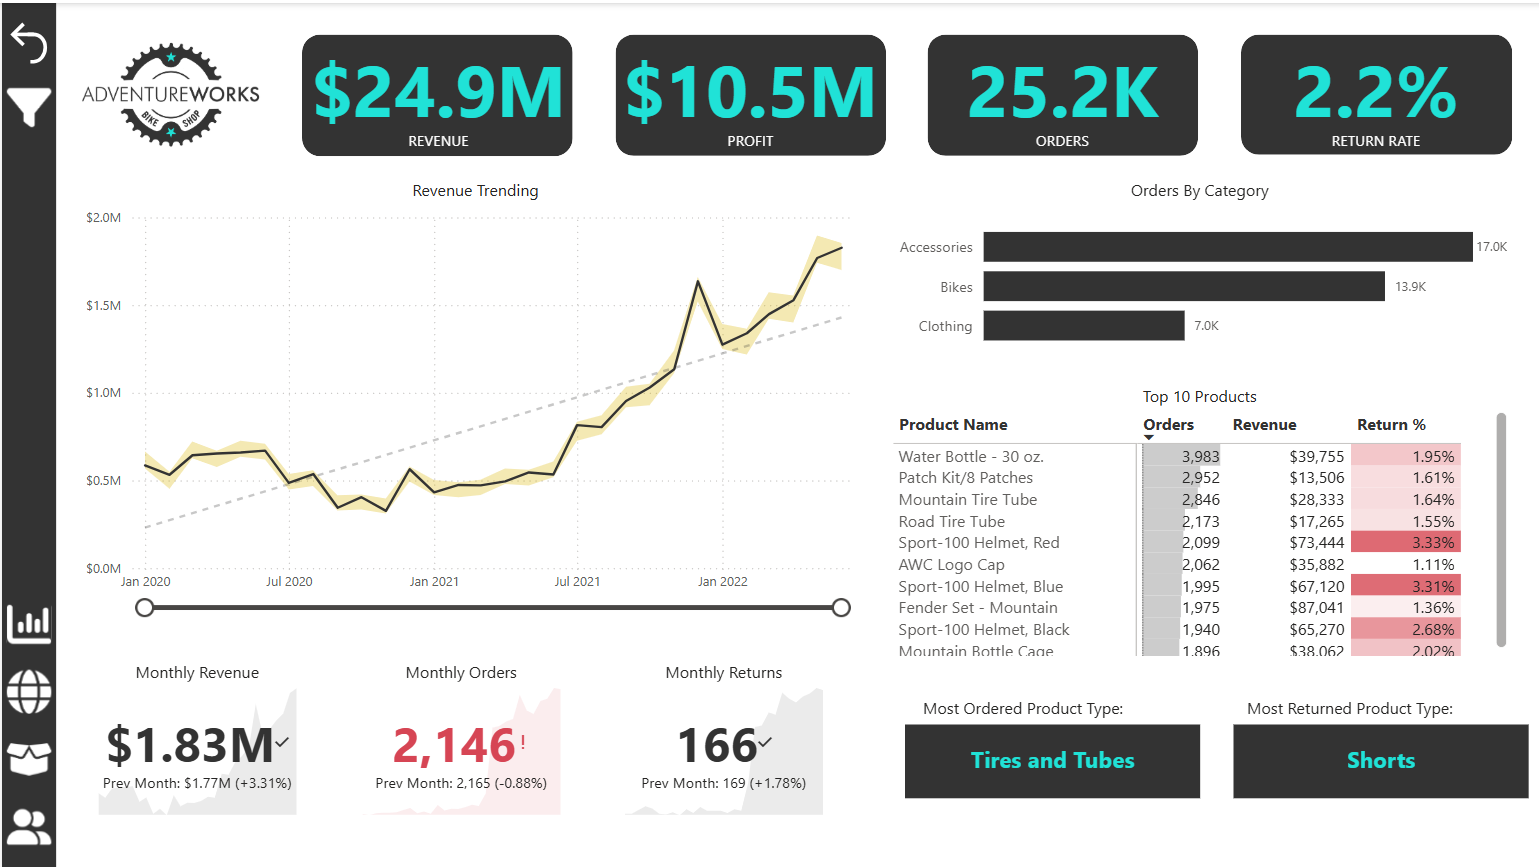 ADVENTUREWORKS
BIKE SHOP
$24.9M
REVENUE
$10.5M
PROFIT
25.2K
ORDERS
2.2%
RETURN RATE
Revenue Trending
$2.0M
$1.5M
$1.0M
$0.5M
$0.0M
Jan 2020 Jul 2020 Jan 2021 Jul 2021 Jan 2022
Orders By Category
Accessories 17.0K
Bikes 13.9K
Clothing 7.0K
Top 10 Products
Product Name Orders Revenue Return %
Water Bottle - 30 oz. 3,983 $39,755 1.95%
Patch Kit/8 Patches 2,952 $13,506 1.61%
Mountain Tire Tube 2,846 $28,333 1.64%
Road Tire Tube 2,173 $17,265 1.55%
Sport-100 Helmet, Red 2,099 $73,444 3.33%
AWC Logo Cap 2,062 $35,882 1.11%
Sport-100 Helmet, Blue 1,995 $67,120 3.31%
Fender Set - Mountain 1,975 $87,041 1.36%
Sport-100 Helmet, Black 1,940 $65,270 2.68%
Mountain Bottle Cage 1,896 $38,062 2.02%
Monthly Revenue
$1.83M
Prev Month: $1.77M (+3.31%)
Monthly Orders
2,146 !
Prev Month: 2,165 (-0.88%)
Monthly Returns
166
Prev Month: 169 (+1.78%)
Most Ordered Product Type:
Tires and Tubes
Most Returned Product Type:
Shorts